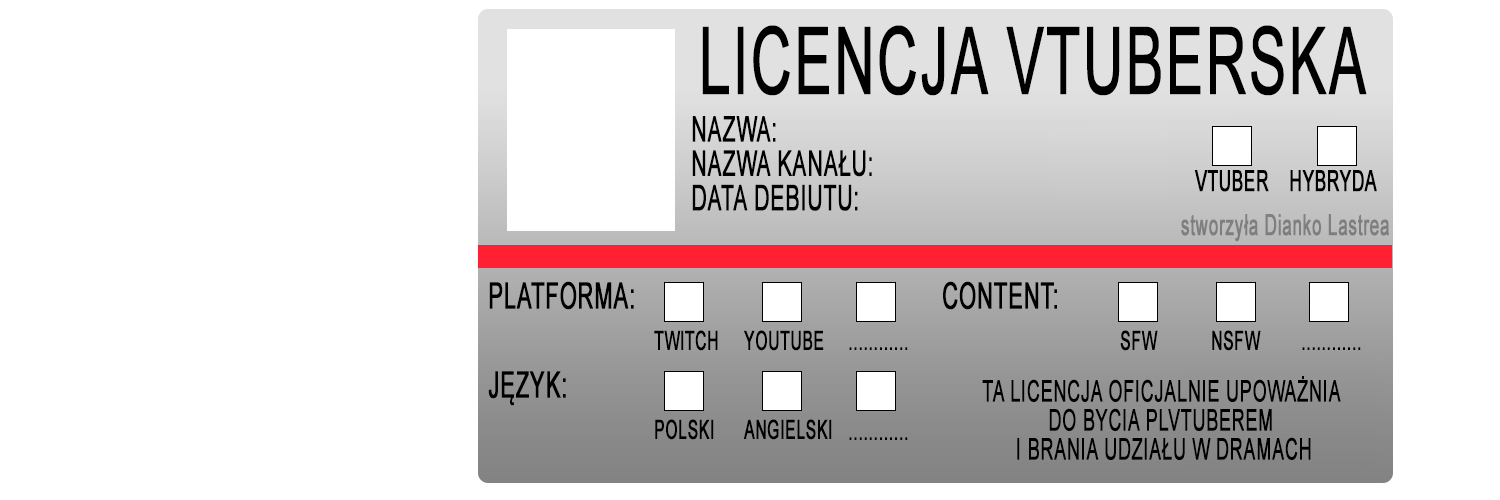 LICENCJA VTUBERSKA
NAZWA:
NAZWA KANAŁU:
DATA DEBIUTU:
VTUBER HYBRYDA
stworzyła Dianko Lastrea
PLATFORMA:
TWITCH YOUTUBE ............
CONTENT:
SFW NSFW ............
JĘZYK:
POLSKI ANGIELSKI ............
TA LICENCJA OFICJALNIE UPOWAŻNIA
DO BYCIA PLVTUBEREM
I BRANIA UDZIAŁU W DRAMACH